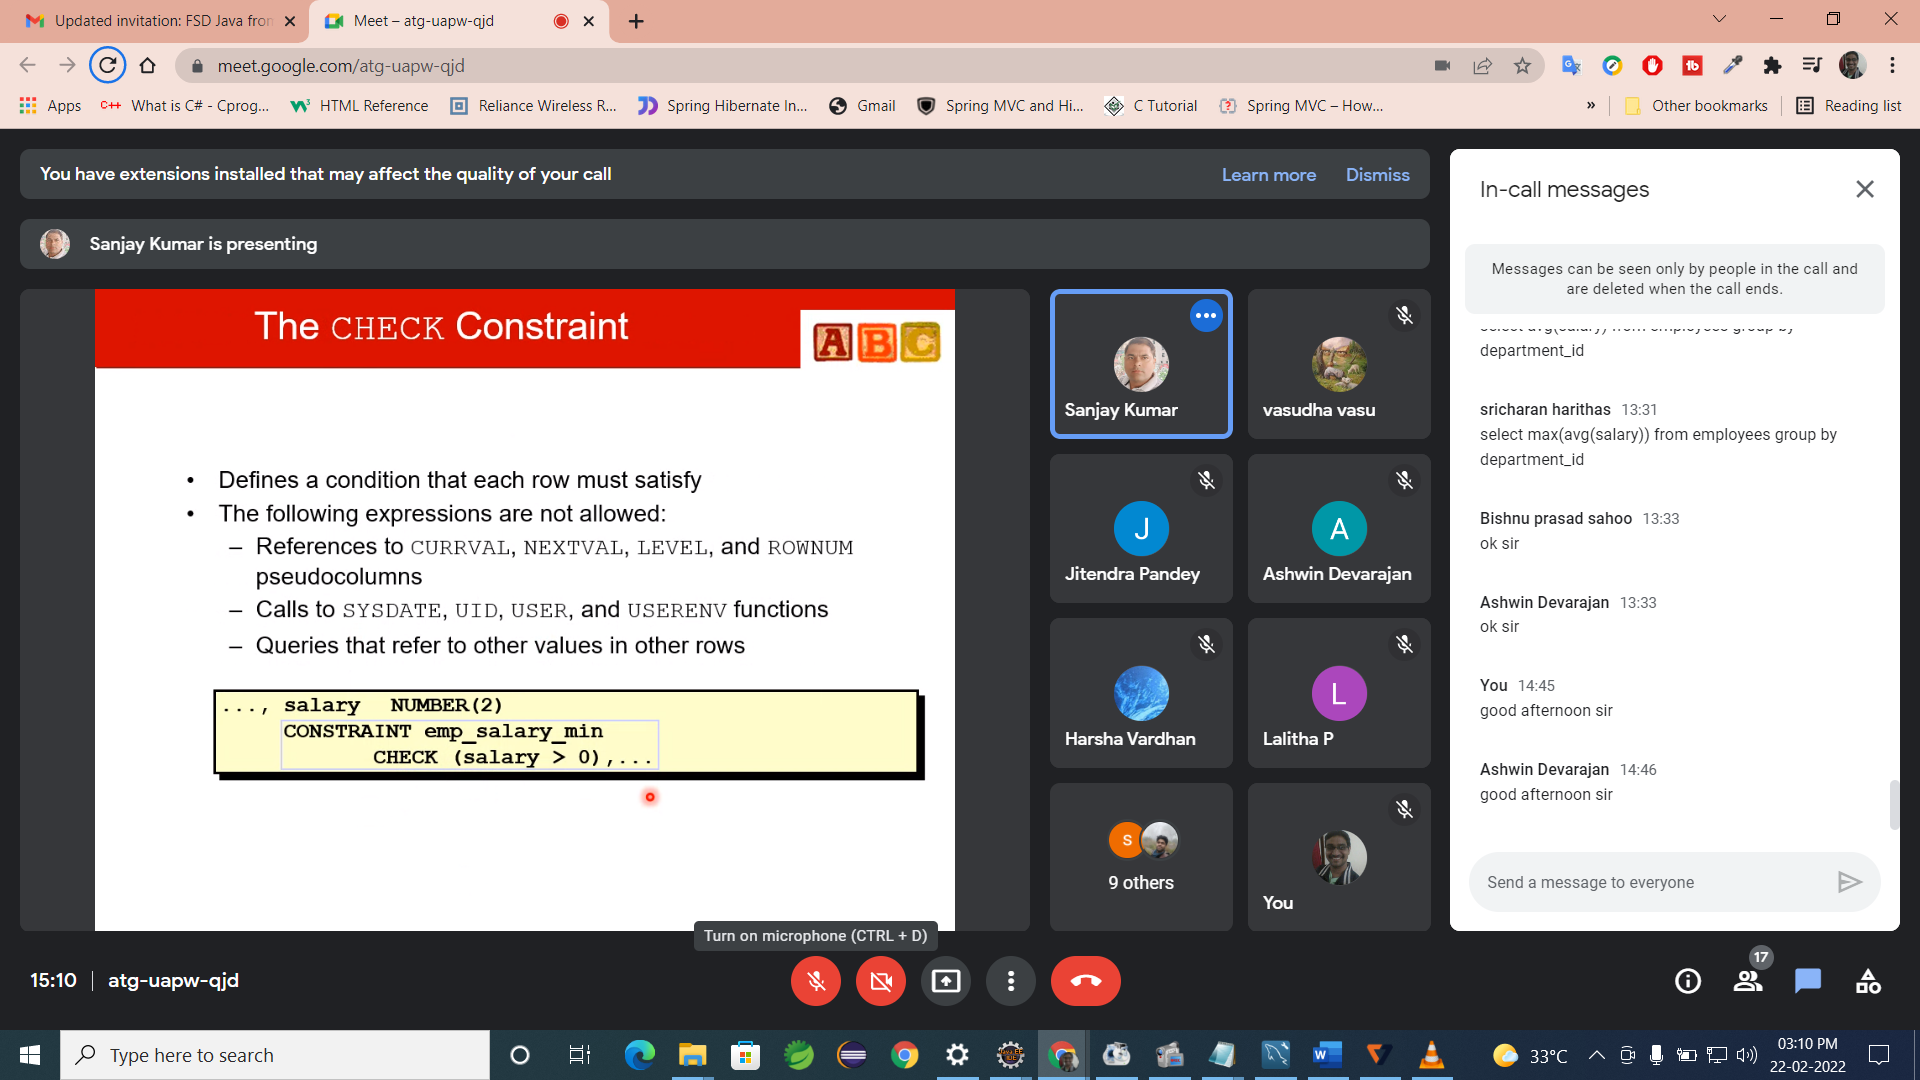 Updated invitation: FSD Java fron
Meet – atg-uapw-qjd
meet.google.com/atg-uapw-qjd
Apps
C++ What is C# - Cprog...
W3 HTML Reference
Reliance Wireless R...
Spring Hibernate In...
Gmail
Spring MVC and Hi...
C Tutorial
Spring MVC – How...
»
Other bookmarks
Reading list
You have extensions installed that may affect the quality of your call
Learn more
Dismiss
Sanjay Kumar is presenting
The CHECK Constraint
A B C
• Defines a condition that each row must satisfy
• The following expressions are not allowed:
– References to CURRVAL, NEXTVAL, LEVEL, and ROWNUM
pseudocolumns
– Calls to SYSDATE, UID, USER, and USERENV functions
– Queries that refer to other values in other rows
..., salary NUMBER(2)
CONSTRAINT emp_salary_min
CHECK (salary > 0),...
Sanjay Kumar
vasudha vasu
J
Jitendra Pandey
A
Ashwin Devarajan
Harsha Vardhan
L
Lalitha P
S
9 others
You
In-call messages
Messages can be seen only by people in the call and
are deleted when the call ends.
select avg(salary) from employees group by
department_id
sricharan harithas 13:31
select max(avg(salary)) from employees group by
department_id
Bishnu prasad sahoo 13:33
ok sir
Ashwin Devarajan 13:33
ok sir
You 14:45
good afternoon sir
Ashwin Devarajan 14:46
good afternoon sir
Send a message to everyone
Turn on microphone (CTRL + D)
15:10 | atg-uapw-qjd
17
Type here to search
33°C
03:10 PM
22-02-2022